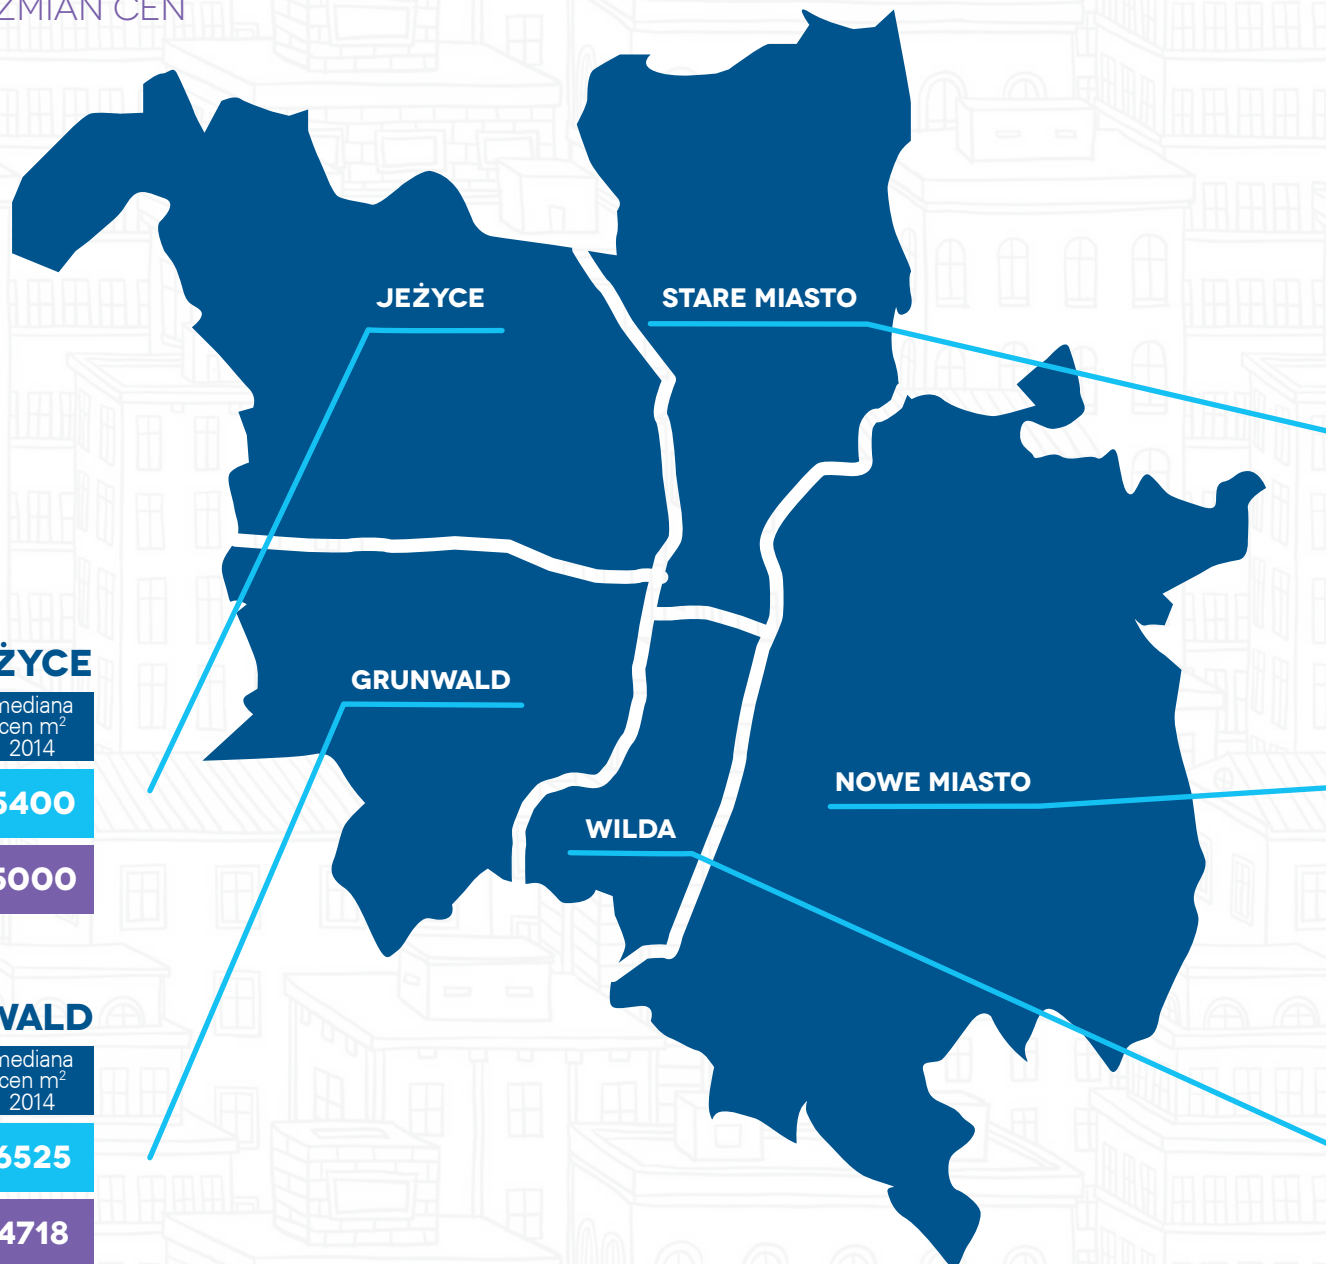 ZMIAN CEN
JEŻYCE
STARE MIASTO
GRUNWALD
NOWE MIASTO
WILDA
ŻYCE
mediana
cen m²
2014
5400
5000
WALD
mediana
cen m²
2014
6525
4718